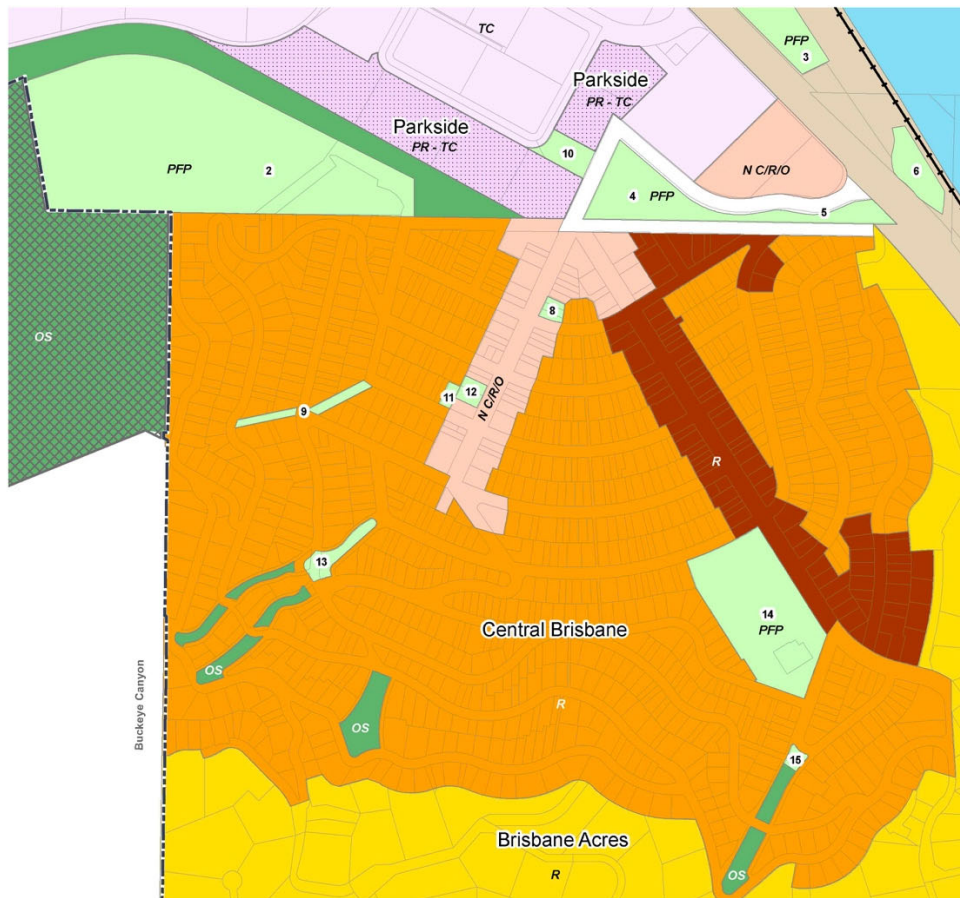 TC
PFP
3
Parkside
PR - TC
Parkside
PR - TC
10
PFP
2
N C/R/O
6
4
PFP
5
OS
8
11
12
N C/R/O
9
R
13
14
PFP
Central Brisbane
OS
Buckeye Canyon
R
OS
15
Brisbane Acres
R
OS